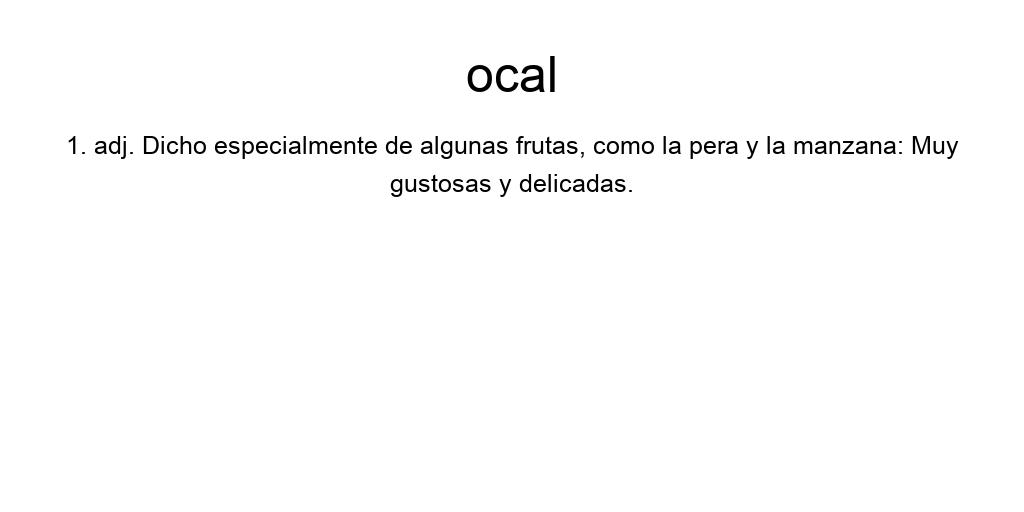 ocal
1. adj. Dicho especialmente de algunas frutas, como la pera y la manzana: Muy
gustosas y delicadas.